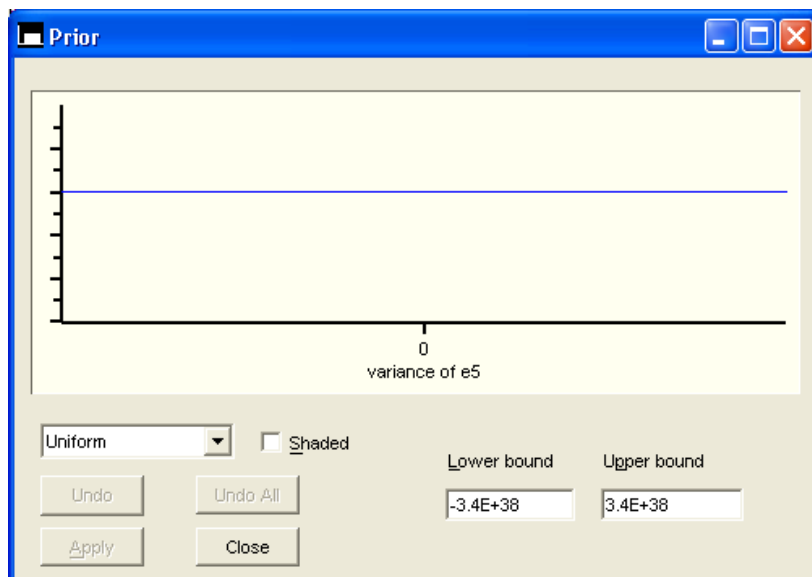 Prior
0
variance of e5
Uniform
Shaded
Lower bound
Upper bound
Undo
Undo All
-3.4E+38
3.4E+38
Apply
Close